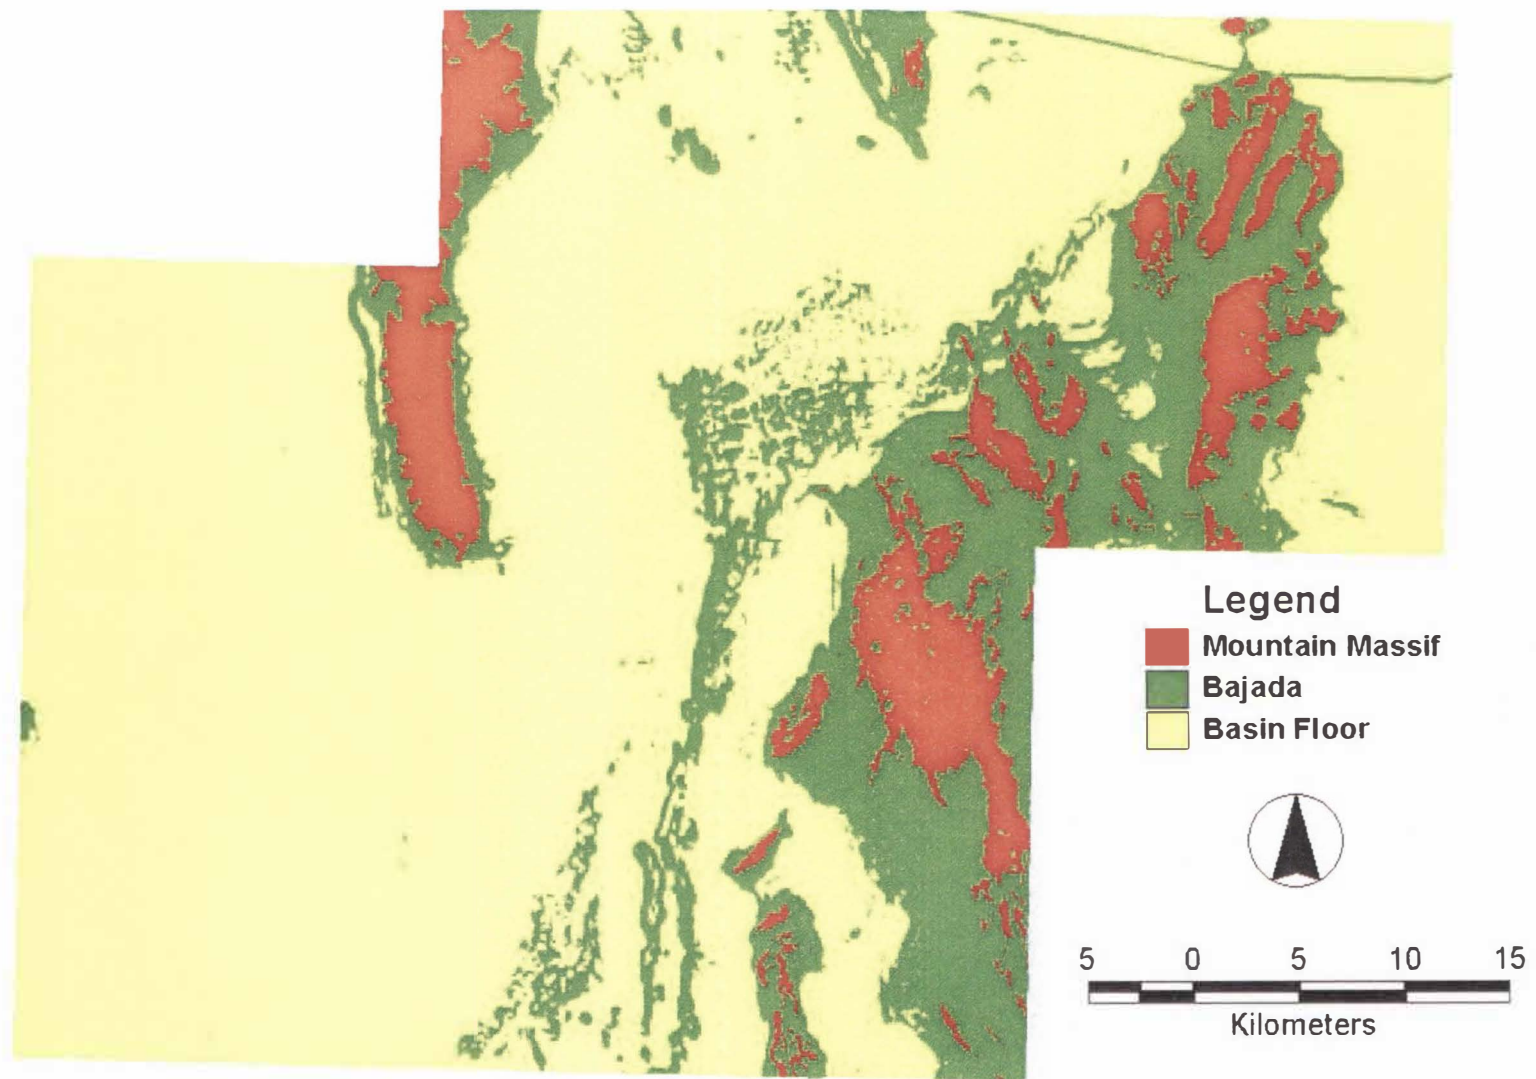 Legend
Mountain Massif
Bajada
Basin Floor
5 0 5 10 15
Kilometers